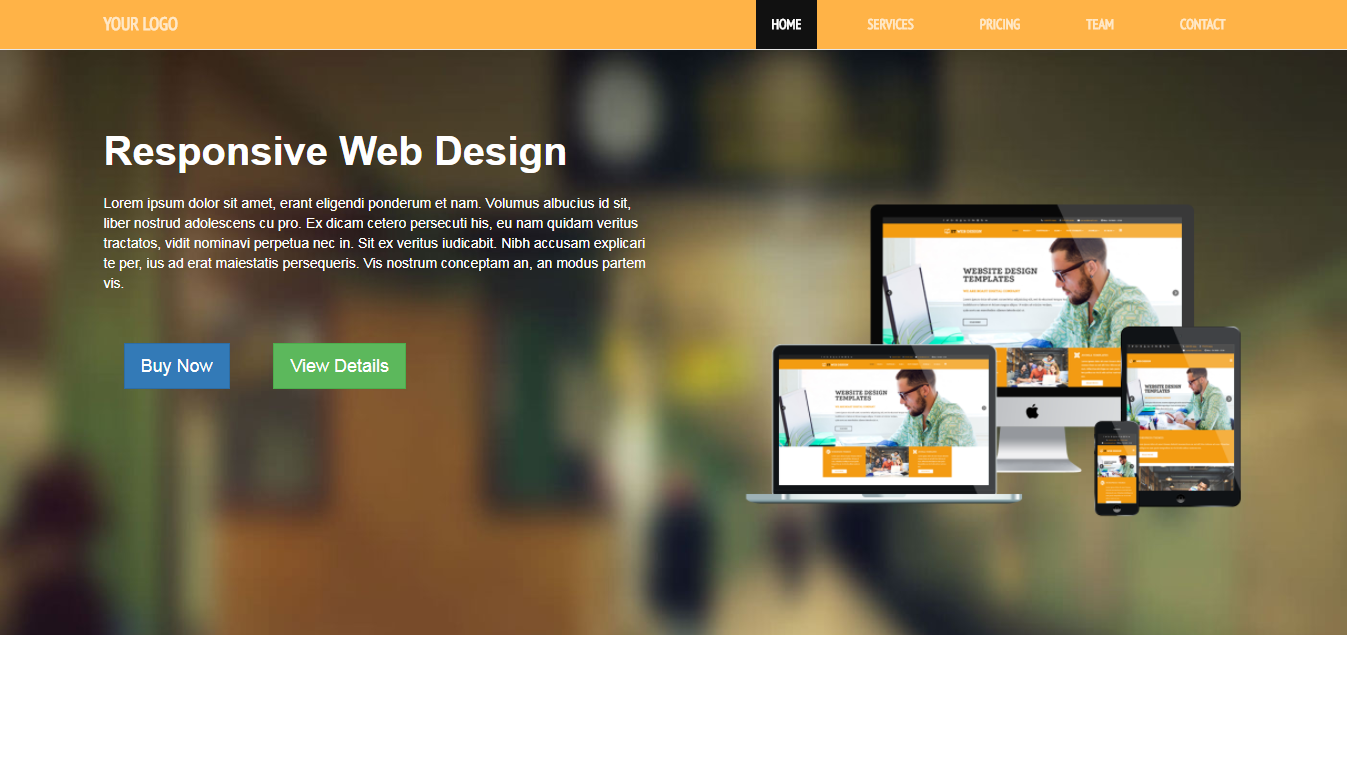 YOUR LOGO
HOME SERVICES PRICING TEAM CONTACT
Responsive Web Design
Lorem ipsum dolor sit amet, erant eligendi ponderum et nam. Volumus albucius id sit,
liber nostrud adolescens cu pro. Ex dicam cetero persecuti his, eu nam quidam veritus
tractatos, vidit nominavi perpetua nec in. Sit ex veritus iudicabit. Nibh accusam explicari
te per, ius ad erat maiestatis persequeris. Vis nostrum conceptam an, an modus partem
vis.
Buy Now View Details
WEBSITE DESIGN
TEMPLATES
WEBSITE DESIGN
TEMPLATES
WEBSITE DESIGN
TEMPLATES